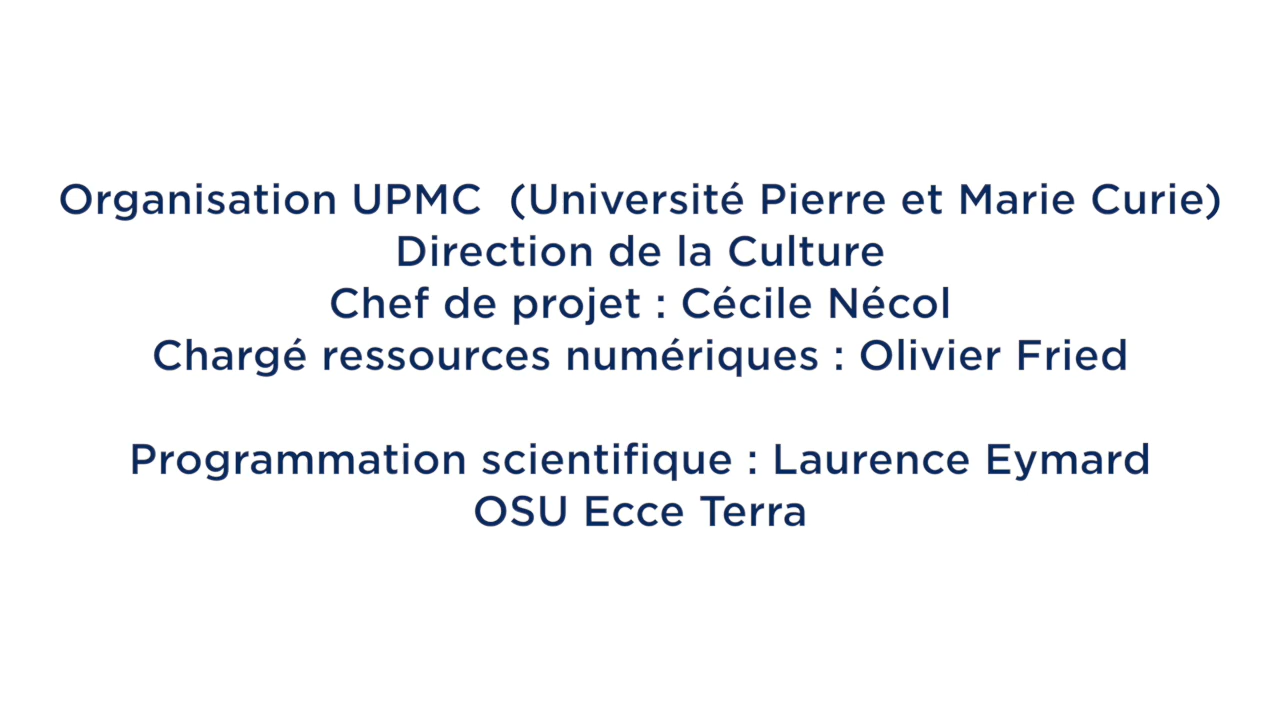 Organisation UPMC (Université Pierre et Marie Curie)
Direction de la Culture
Chef de projet : Cécile Nécol
Chargé ressources numériques : Olivier Fried
Programmation scientifique : Laurence Eymard
OSU Ecce Terra